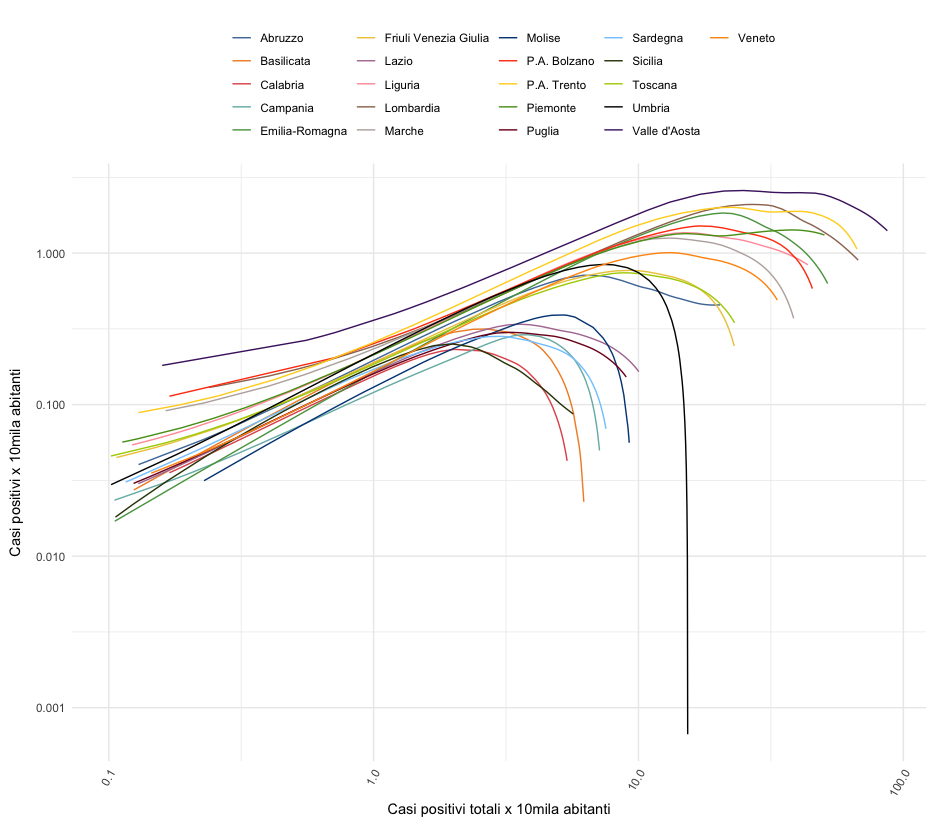 Abruzzo Friuli Venezia Giulia Molise Sardegna Veneto
Basilicata Lazio P.A. Bolzano Sicilia
Calabria Liguria P.A. Trento Toscana
Campania Lombardia Piemonte Umbria
Emilia-Romagna Marche Puglia Valle d'Aosta
1.000
0.100
0.010
0.001
Casi positivi x 10mila abitanti
0.1 1.0 10.0 100.0
Casi positivi totali x 10mila abitanti